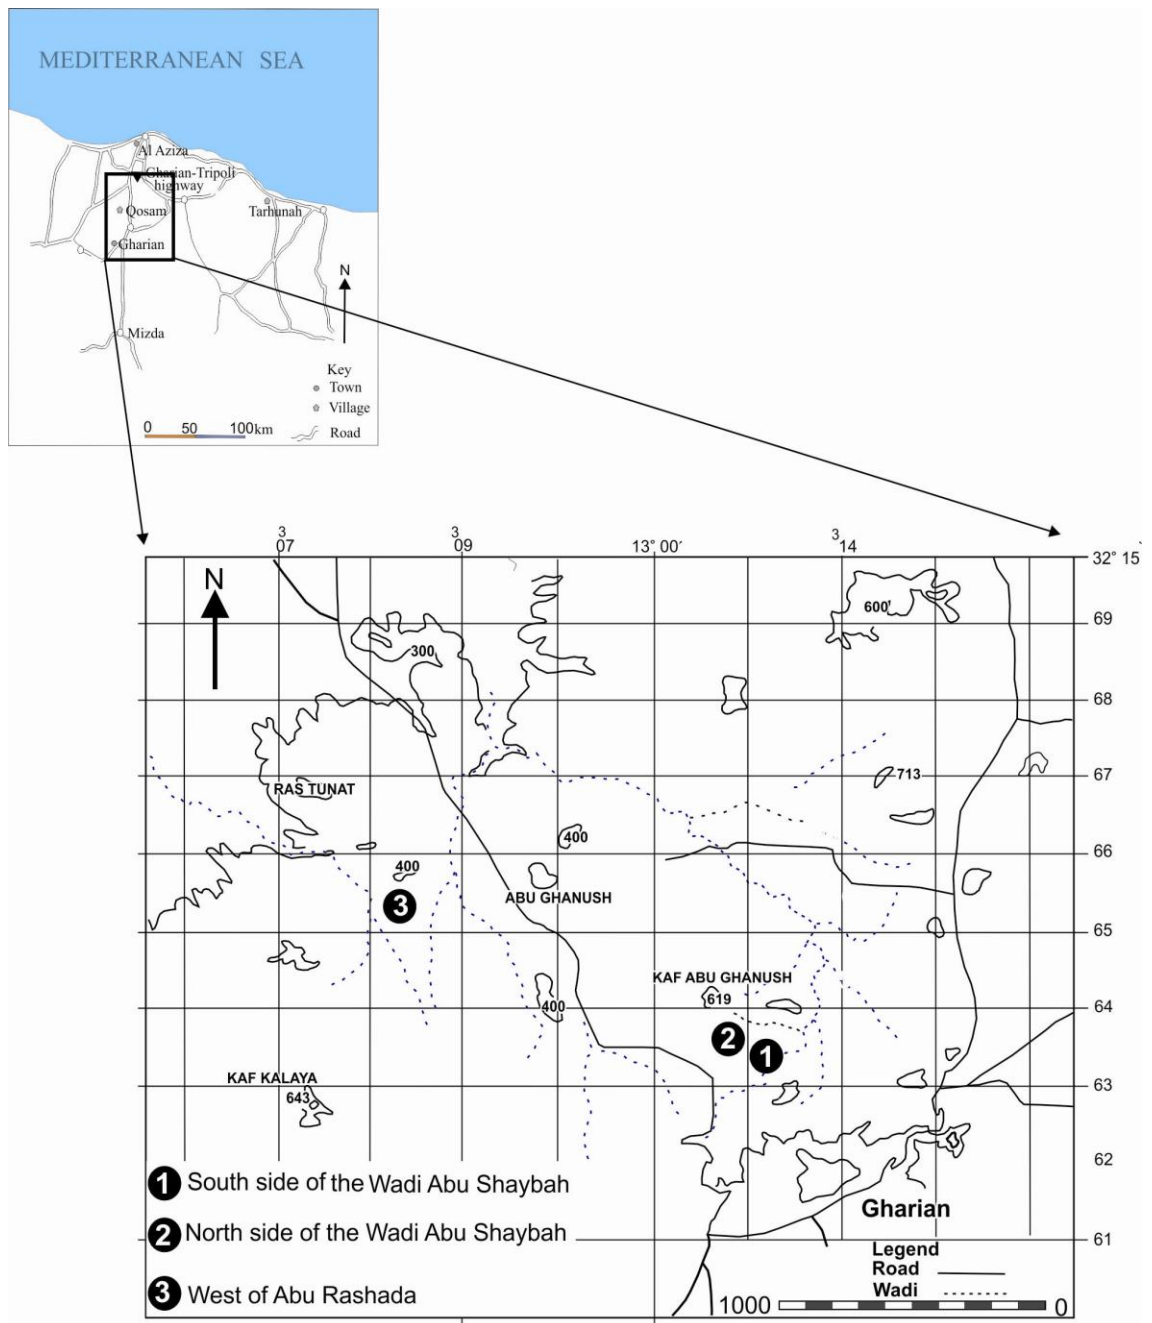 MEDITERRANEAN SEA
Al Aziza
Gharian-Tripoli
highway
Qosam
Tarhunah
Gharian
N
Mizda
Key
Town
Village
0 50 100km
Road
3 3 3
07 09 13° 00′ 14 32° 15
N
600'
69
300
68
67
713
RAS TUNAT
400
66
400
3
ABU GHANUSH
65
KAF ABU GHANUSH
619
400
64
2
1
KAF KALAYA
63
643
62
1 South side of the Wadi Abu Shaybah
Gharian
2 North side of the Wadi Abu Shaybah
61
Legend
Road
Wadi
3 West of Abu Rashada
1000 0